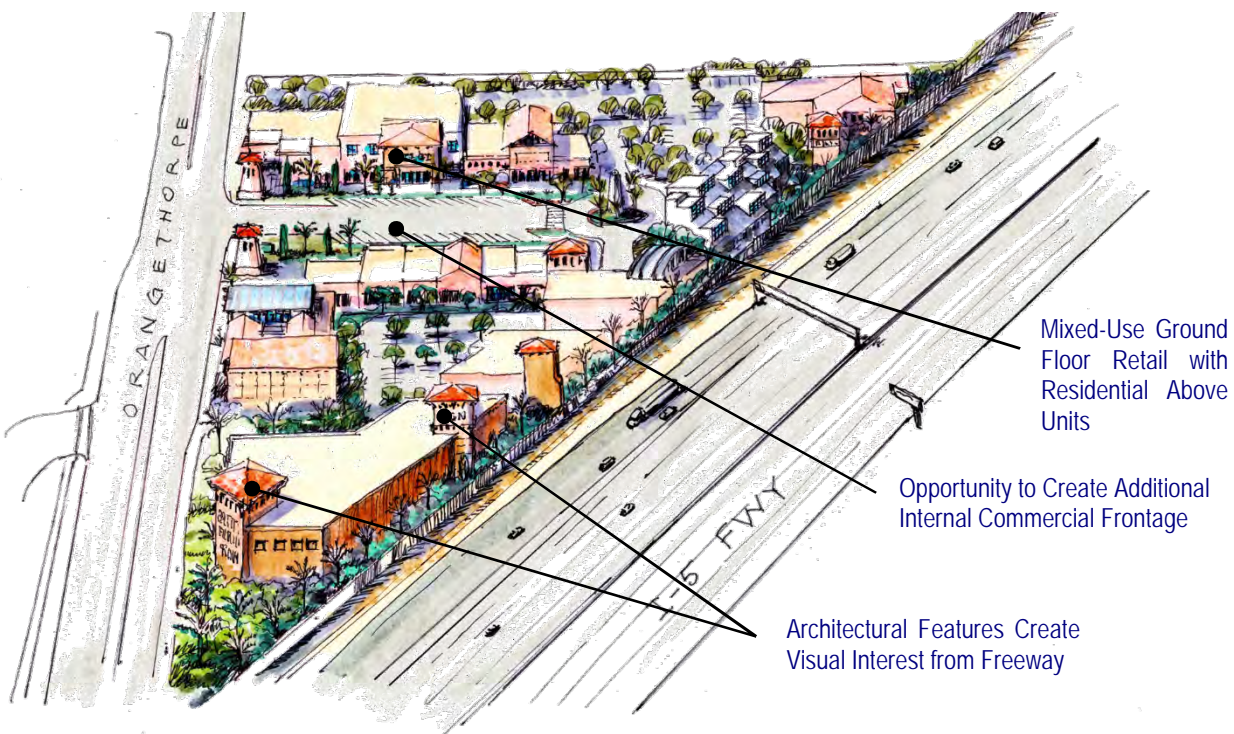 ORANGETHORPE
Mixed-Use Ground
Floor Retail with
Residential Above
Units
Opportunity to Create Additional
Internal Commercial Frontage
I-5 FWY
Architectural Features Create
Visual Interest from Freeway